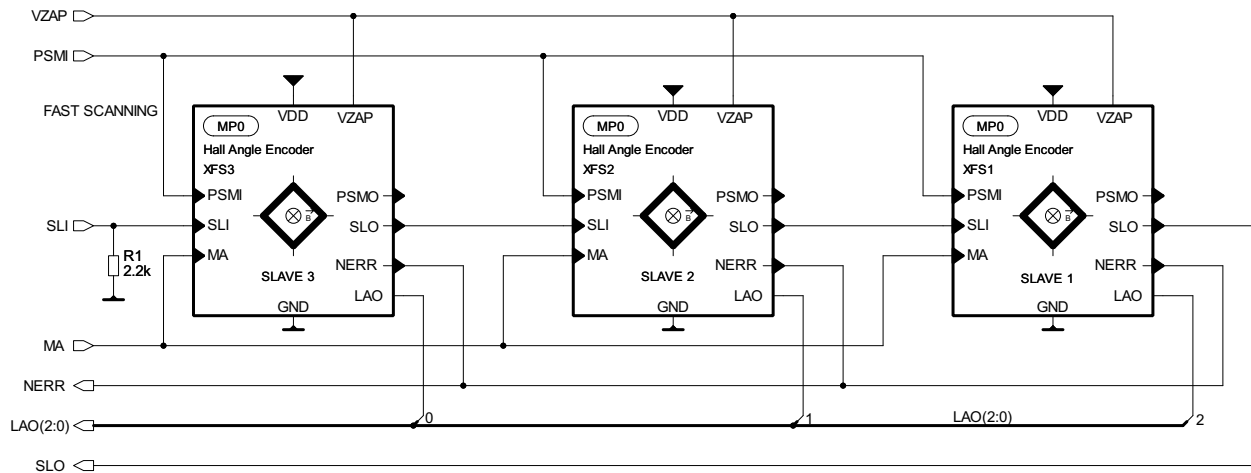 VZAP
PSMI
FAST SCANNING
MP0
VDD
VZAP
Hall Angle Encoder
XFS3
PSMI
PSMO
B
SLI
SLO
MA
NERR
SLAVE 3
LAO
GND
MP0
VDD
VZAP
Hall Angle Encoder
XFS2
PSMI
PSMO
B
SLI
SLO
MA
NERR
SLAVE 2
LAO
GND
MP0
VDD
VZAP
Hall Angle Encoder
XFS1
PSMI
PSMO
B
SLI
SLO
MA
NERR
SLAVE 1
LAO
GND
SLI
R1
2.2k
MA
NERR
LAO(2:0)
0
1
LAO(2:0)
2
SLO